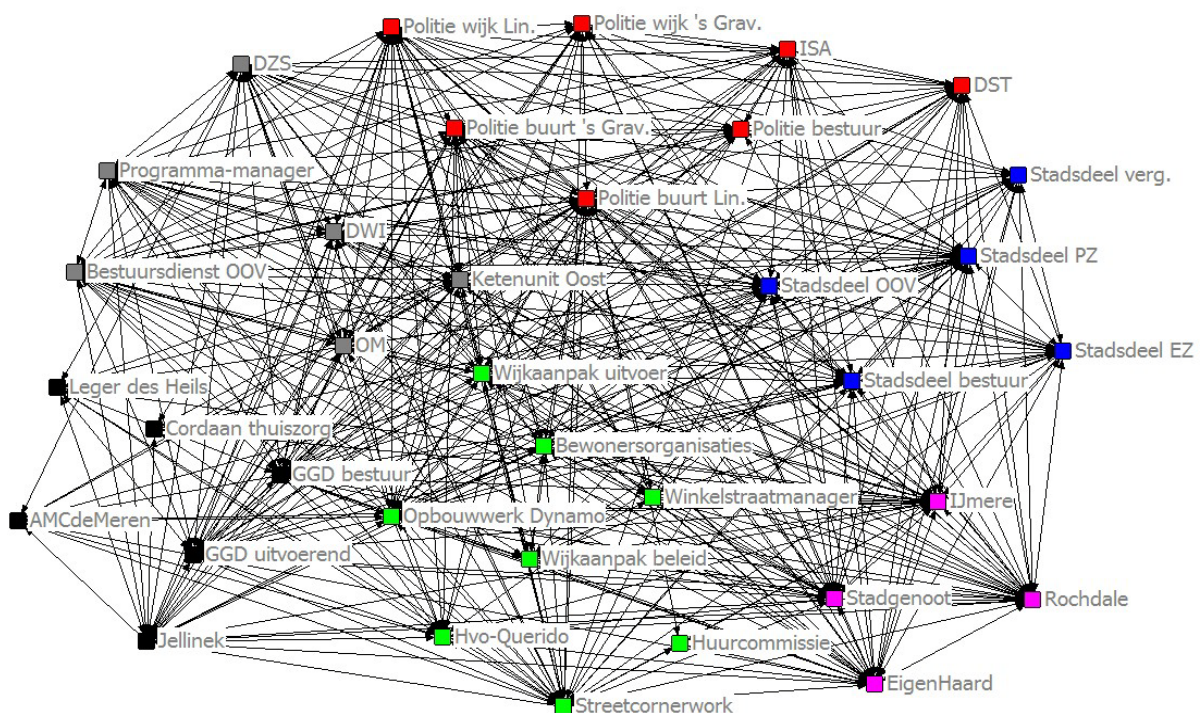 Politie wijk Lin.
Politie wijk 's Grav.
ISA
DZS
DST
Politie buurt 's Grav.
Politie bestuur
Programma-manager
Stadsdeel verg.
Politie buurt Lin.
DWI
Stadsdeel PZ
Bestuursdienst OOV
Ketenunit Oost
Stadsdeel OOV
OM
Stadsdeel EZ
Wijkaanpak uitvoer
Stadsdeel bestuur
Leger des Heils
Cordaan thuiszorg
Bewonersorganisaties
GGD bestuur
Winkelstraatmanager
IJmere
Opbouwwerk Dynamo
AMCdeMeren
GGD uitvoerend
Wijkaanpak beleid
Stadgenoot
Rochdale
Jellinek
Hvo-Querido
Huurcommissie
EigenHaard
Streetcornerwork